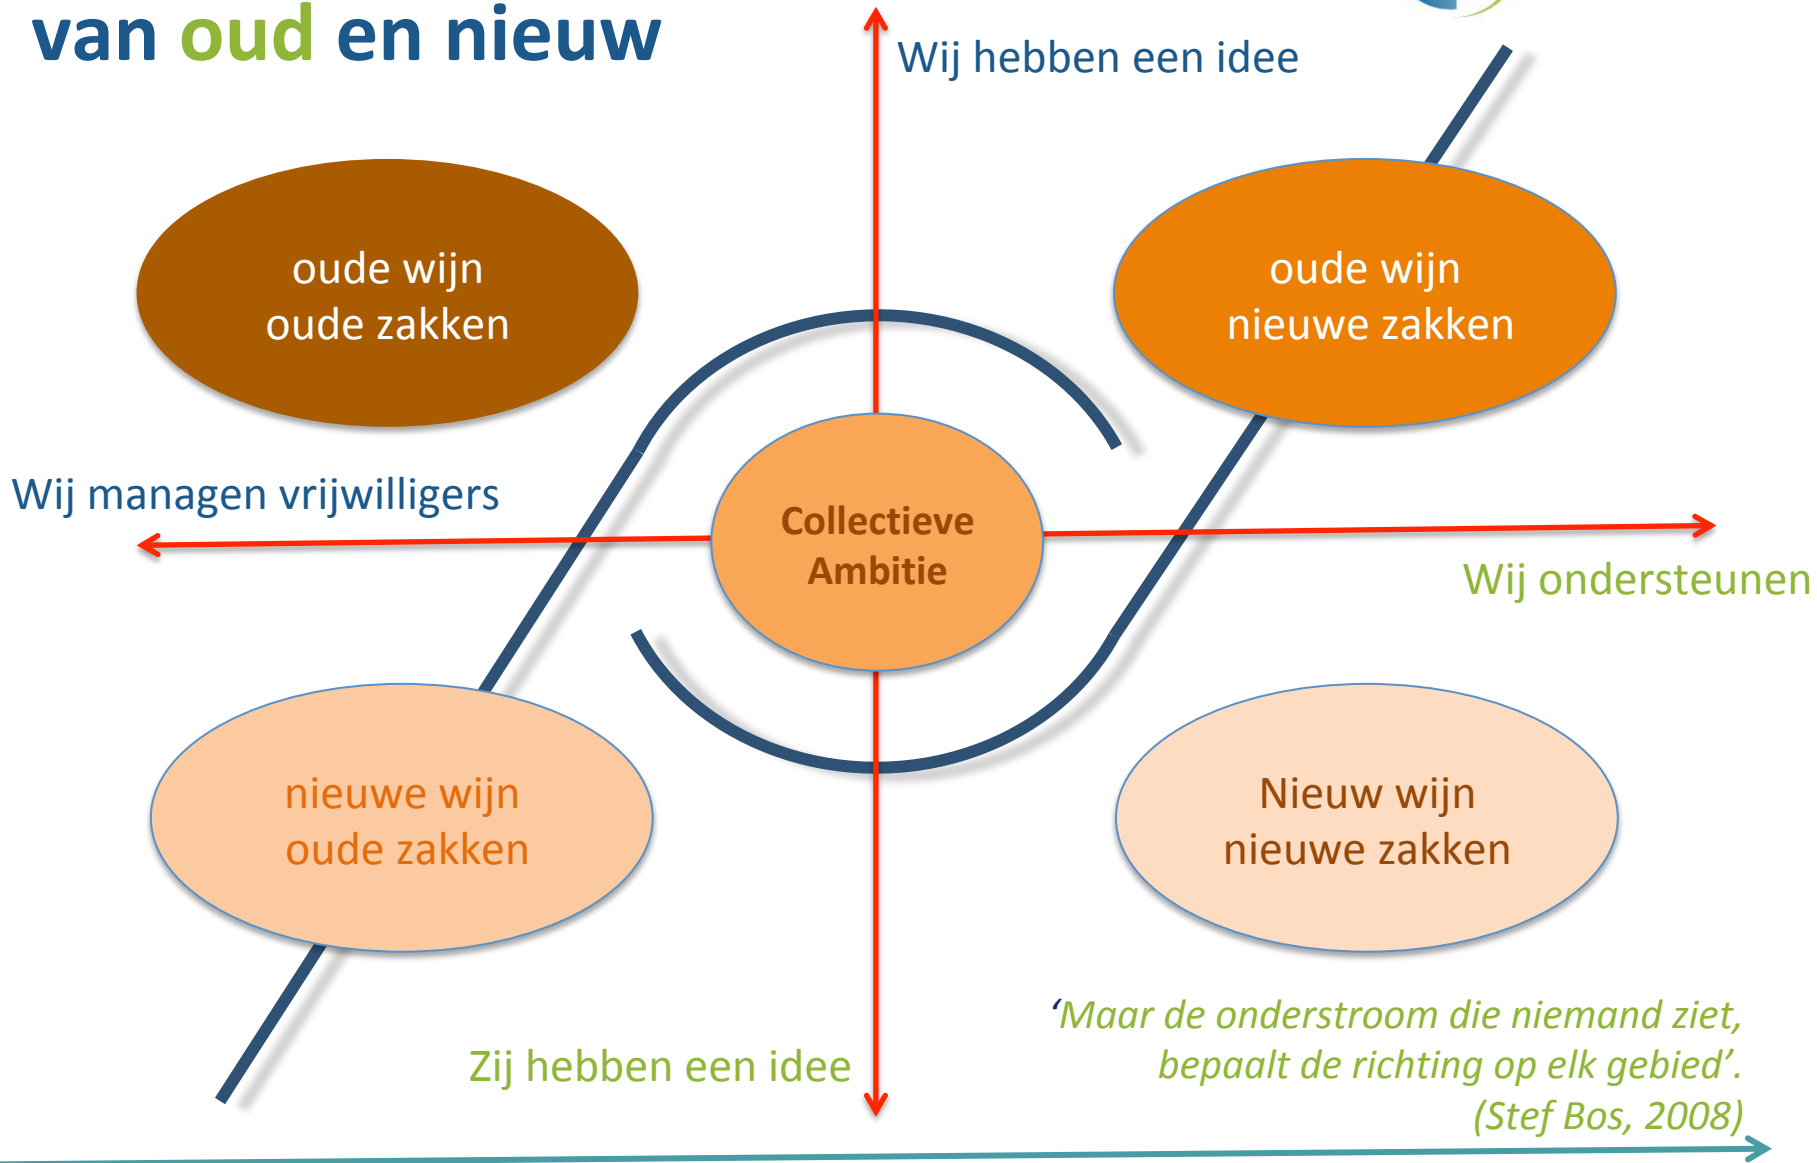 van oud en nieuw
Wij hebben een idee
oude wijn
oude zakken
oude wijn
nieuwe zakken
Wij managen vrijwilligers
Collectieve
Ambitie
Wij ondersteunen
nieuwe wijn
oude zakken
Nieuw wijn
nieuwe zakken
Zij hebben een idee
‘Maar de onderstroom die niemand ziet,
bepaalt de richting op elk gebied’.
(Stef Bos, 2008)